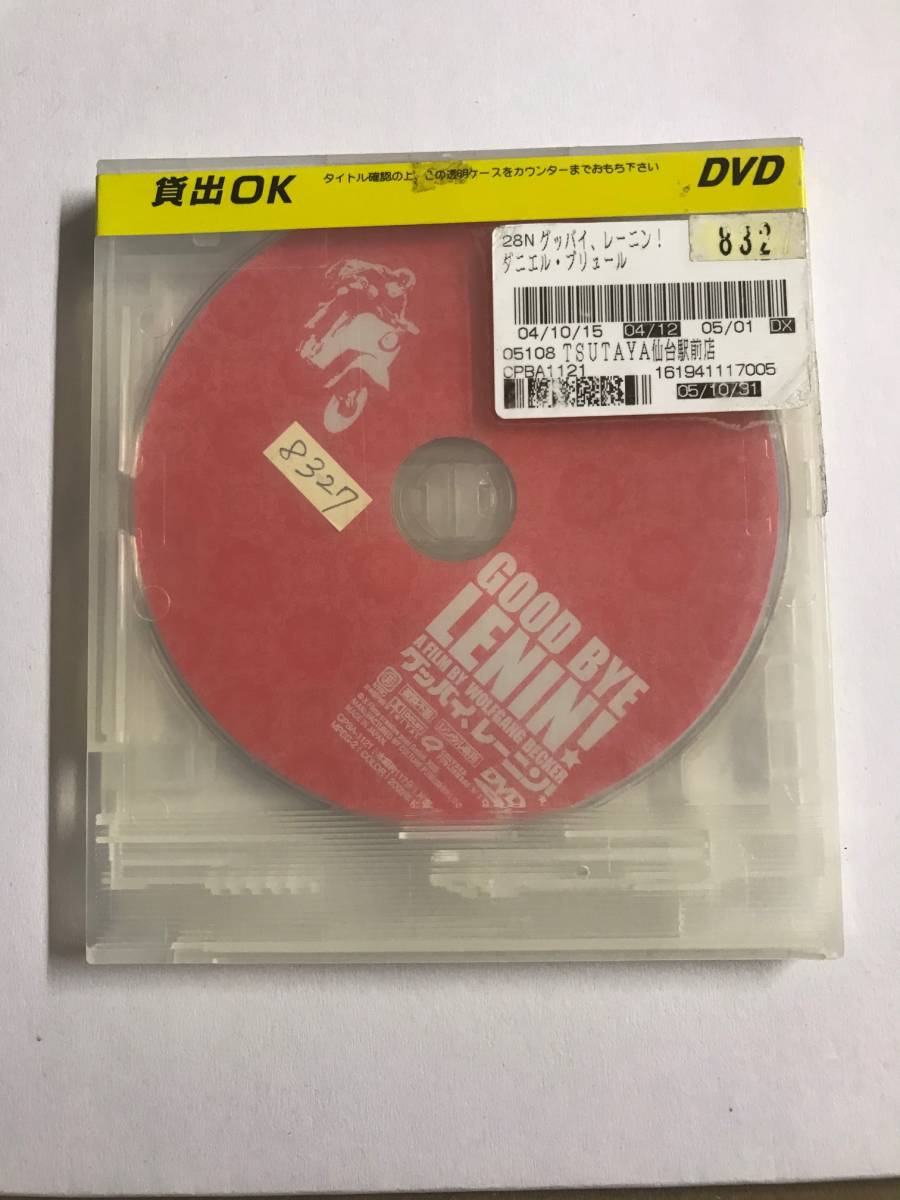 貸出OK
タイトル確認の上、この透明ケースをカウンターまでおもち下さい
DVD
28N グッバイ、レーニン!
ダニエル・ブリュール
832
04/10/15 04/12 05/01 DX
05108 TSUTAYA仙台駅前店
CPBA1121 161941117005
05/10/31
8327
GOOD BYE
LENIN!
A FILM BY WOLFGANG BECKER
グッバイ、レーニン!
DVD
MADE IN JAPAN